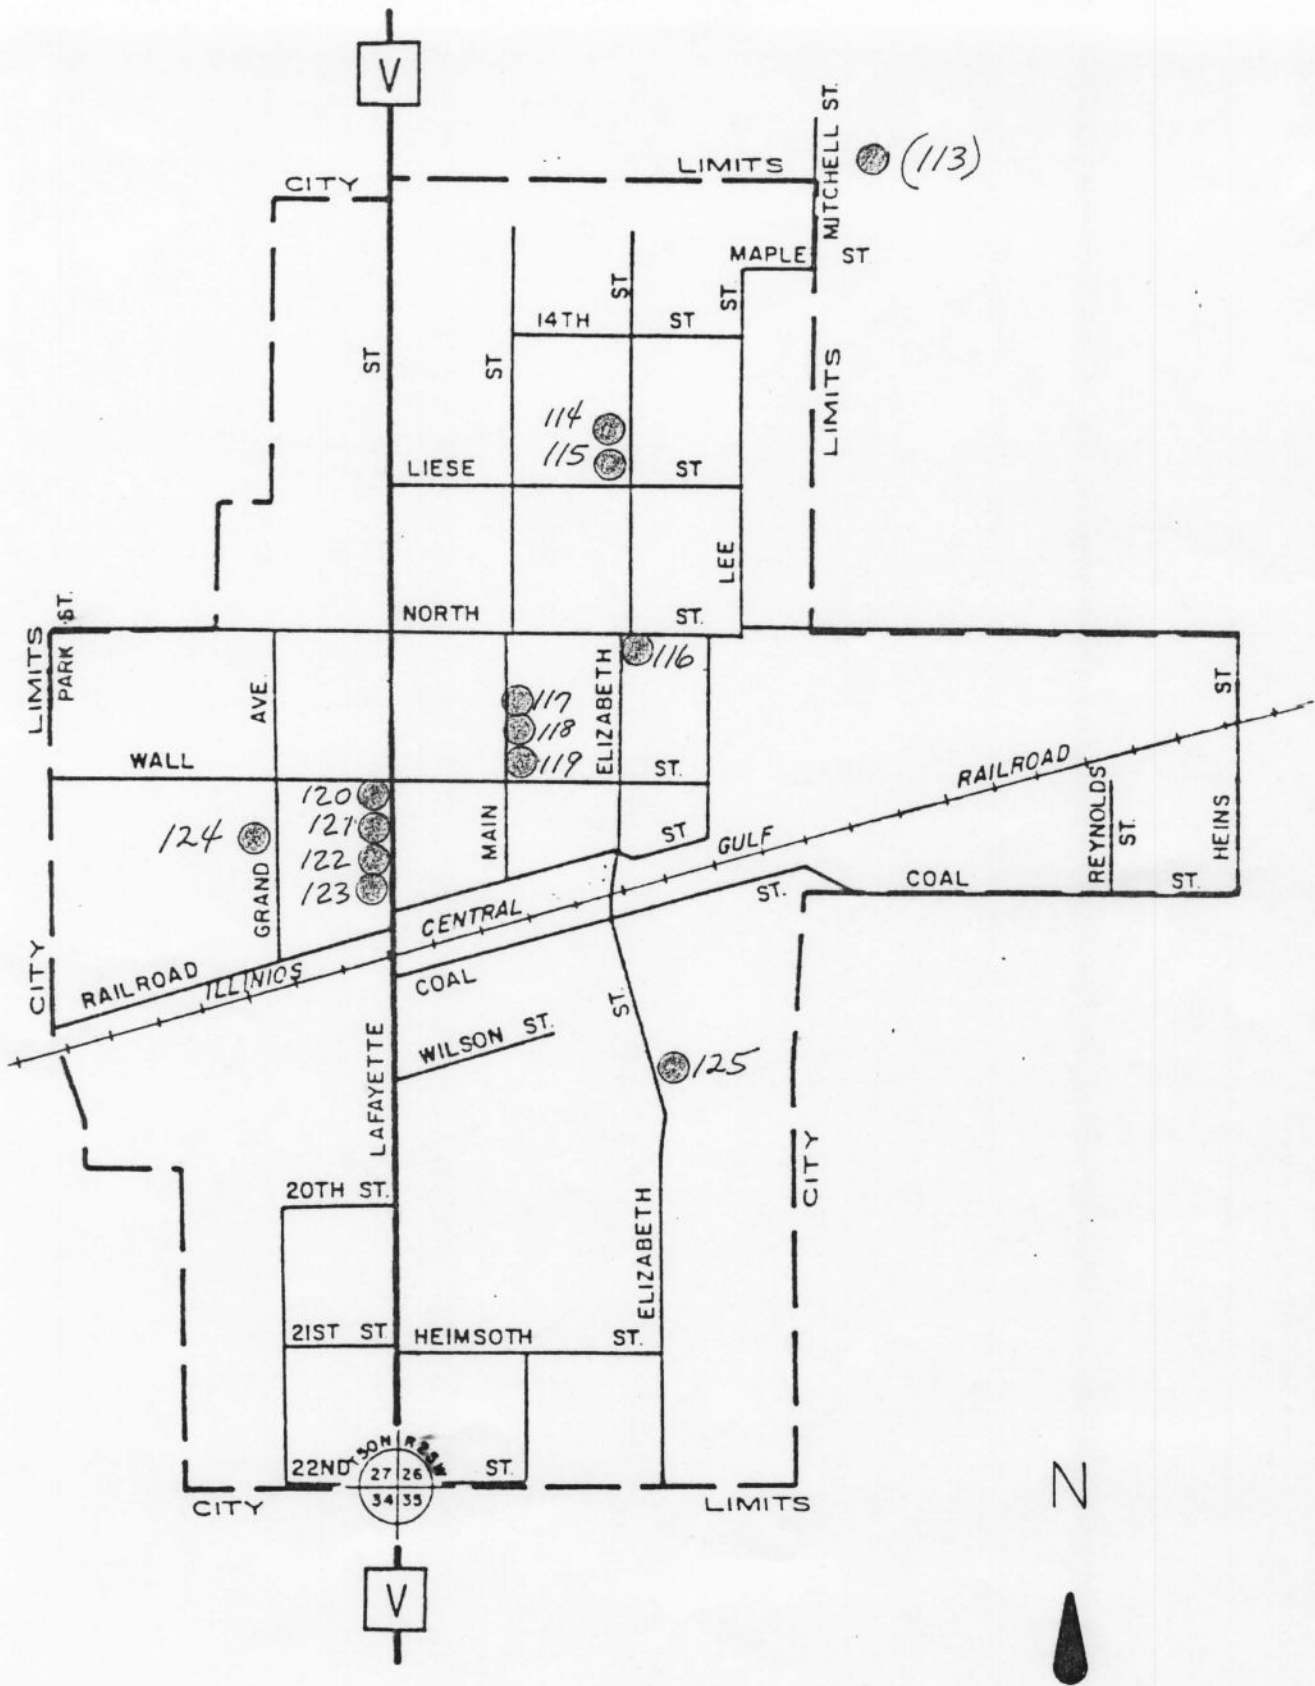 V
MITCHELL ST.
(113)
LIMITS
CITY
MAPLE ST.
ST
ST
14TH ST
ST
ST
LIMITS
114
115
LIESE ST
LEE
NORTH ST.
ST.
PARK
LIMITS
AVE.
ELIZABETH
116
117
118
119
WALL ST.
ST
RAILROAD
REYNOLDS ST.
HEINS
120
121
122
123
124
MAIN
GRAND
ST
GULF
COAL ST.
ST.
CENTRAL
ILLINIOS
RAILROAD
CITY
COAL
ST.
WILSON ST.
LAFAYETTE
125
CITY
20TH ST.
ELIZABETH
21ST ST.
HEIMSOTH ST.
T50N R25W
22ND ST.
27 26
34 35
CITY
LIMITS
N
V